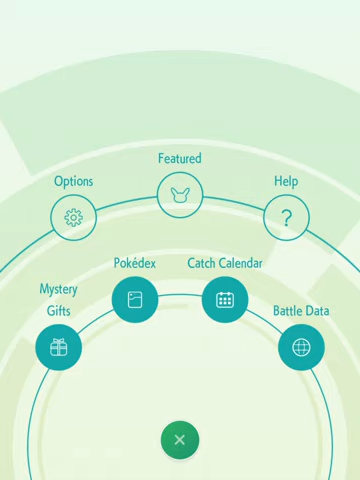 Featured
Options
Help
Pokédex
Catch Calendar
Mystery
Gifts
Battle Data